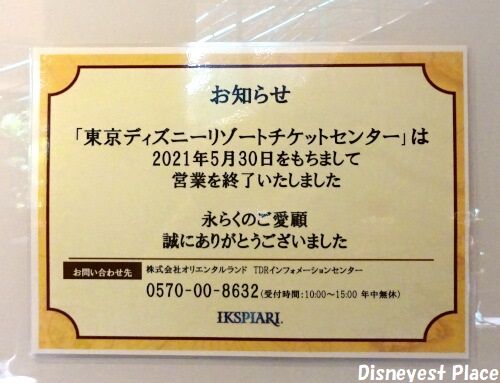 お知らせ
「東京ディズニーリゾートチケットセンター」は
2021年5月30日をもちまして
営業を終了いたしました
永らくのご愛顧
誠にありがとうございました
お問い合わせ先 株式会社オリエンタルランド TDRインフォメーションセンター
0570-00-8632(受付時間:10:00～15:00 年中無休)
IKSPIARI.
Disneyest Place